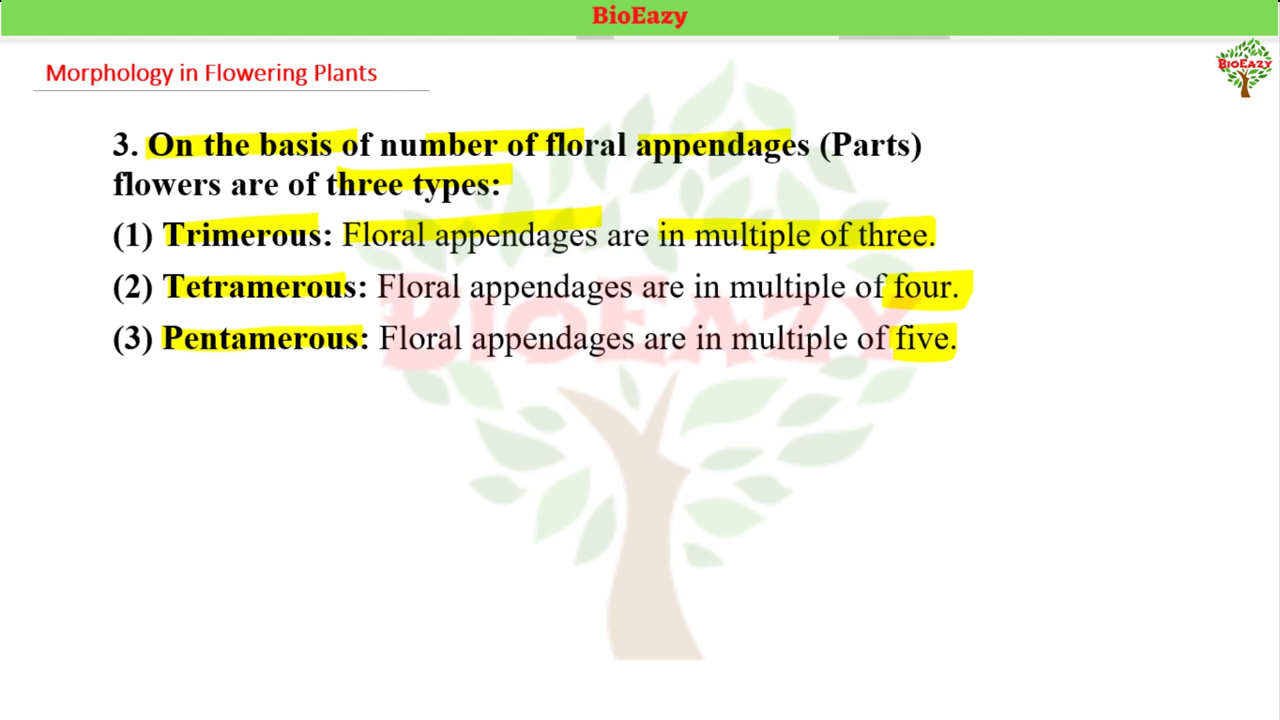 BioEazy
BIOEAZY
Morphology in Flowering Plants
3. On the basis of number of floral appendages (Parts)
flowers are of three types:
(1) Trimerous: Floral appendages are in multiple of three.
(2) Tetramerous: Floral appendages are in multiple of four.
(3) Pentamerous: Floral appendages are in multiple of five.
BIOEAZY